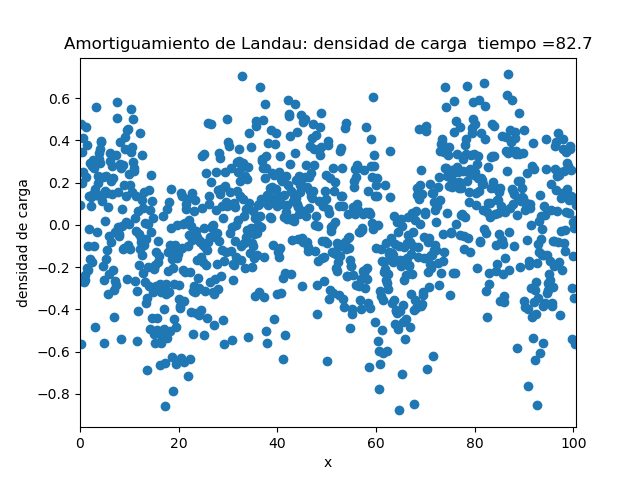 Amortiguamiento de Landau: densidad de carga  tiempo =82.7
densidad de carga
0.6
0.4
0.2
0.0
−0.2
−0.4
−0.6
−0.8
0 20 40 60 80 100
x